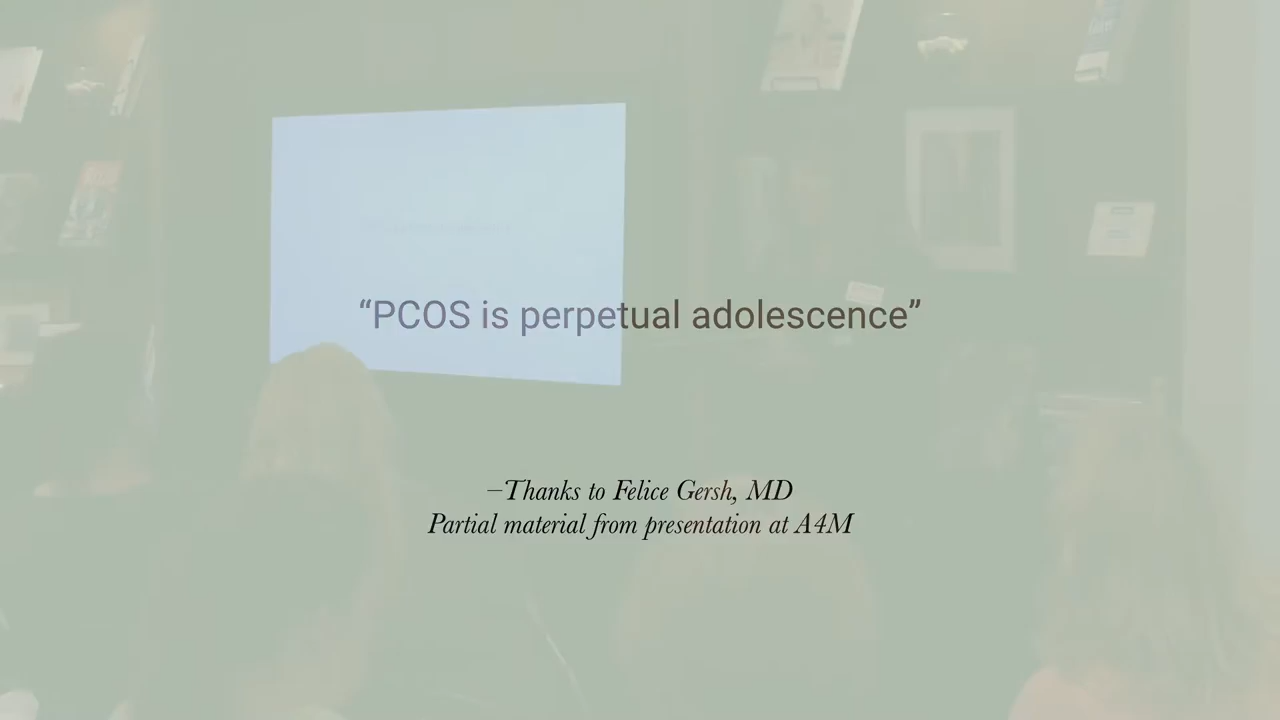 “PCOS is perpetual adolescence”
–Thanks to Felice Gersh, MD
Partial material from presentation at A4M